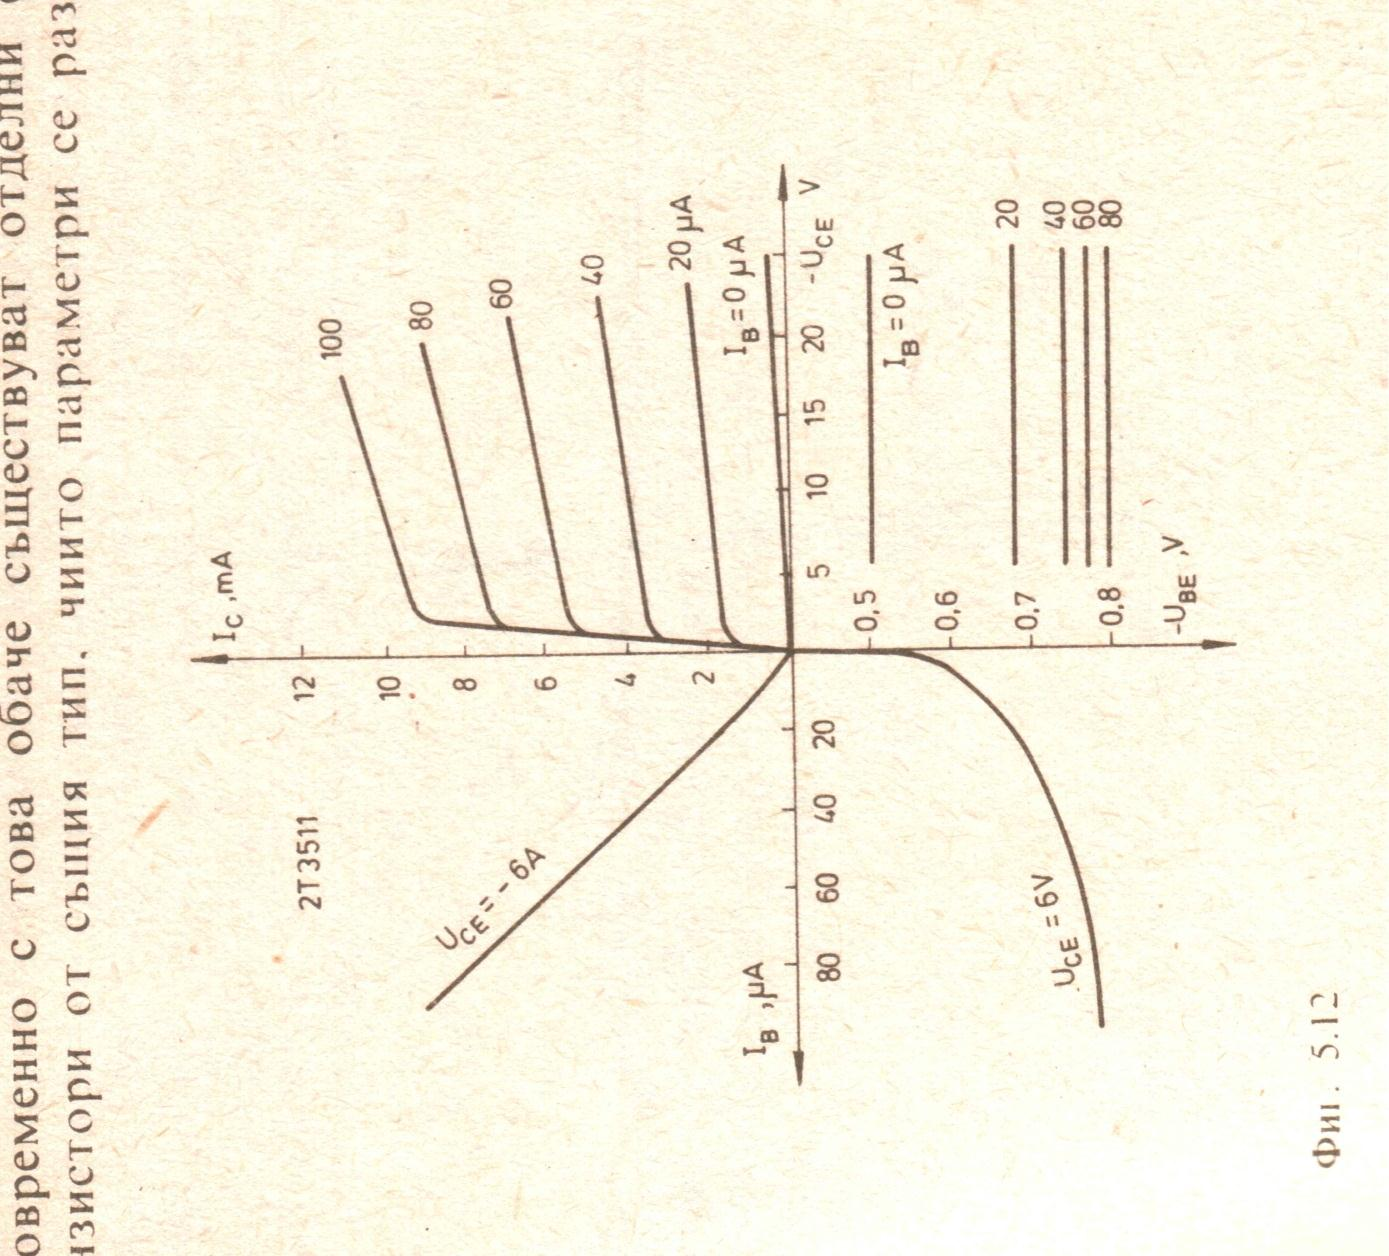 овременно с това обаче съществуват отделни
нзистори от същия тип, чиито параметри се раз
2Т3511
I_C, mA
12
10
8
6
4
2
100
80
60
40
20 μA
I_B = 0 μA
U_CE = – 6A
I_B, μA
80
60
40
20
5
10
15
20
-U_CE V
0,5
0,6
0,7
0,8
-U_BE, V
I_B = 0 μA
20
40
60
80
U_CE = 6V
Фиг. 5.12